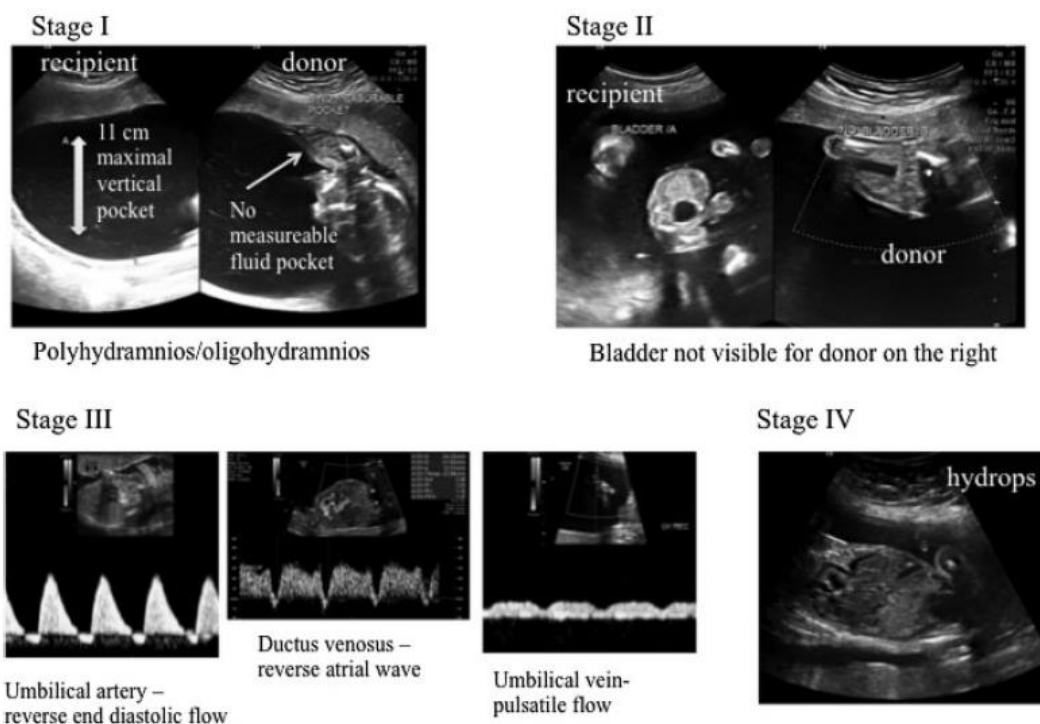 Stage I
recipient
donor
11 cm
maximal
vertical
pocket
No
measureable
fluid pocket
Polyhydramnios/oligohydramnios
Stage II
recipient
BLADDER /A
donor
Bladder not visible for donor on the right
Stage III
Umbilical artery –
reverse end diastolic flow
Ductus venosus –
reverse atrial wave
Umbilical vein-
pulsatile flow
Stage IV
hydrops